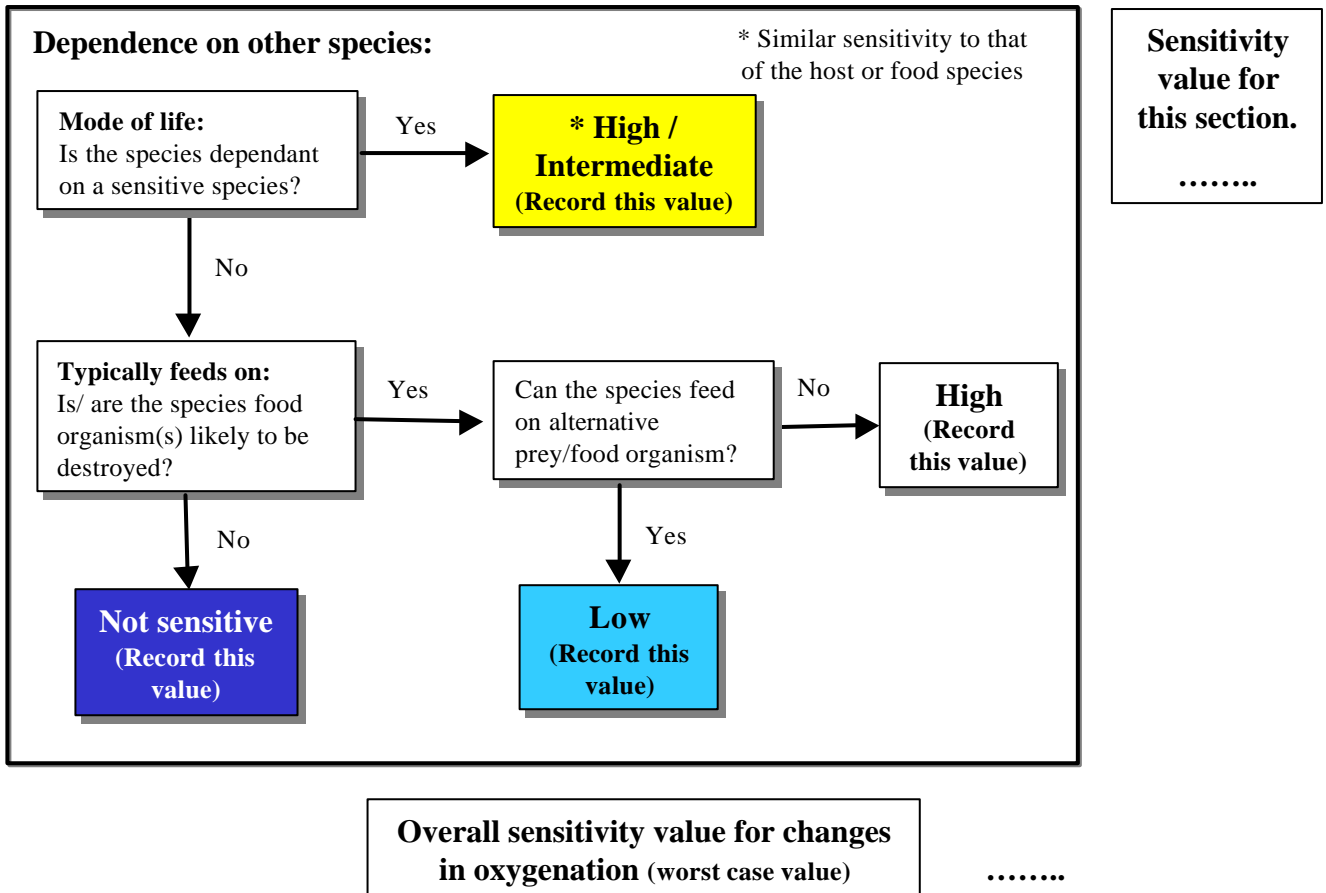 Dependence on other species:
* Similar sensitivity to that
of the host or food species
Sensitivity
value for
this section.
……..
Mode of life:
Is the species dependant
on a sensitive species?
Yes
* High /
Intermediate
(Record this value)
No
Typically feeds on:
Is/ are the species food
organism(s) likely to be
destroyed?
Yes
Can the species feed
on alternative
prey/food organism?
No
High
(Record
this value)
No
Yes
Not sensitive
(Record this
value)
Low
(Record this
value)
Overall sensitivity value for changes
in oxygenation (worst case value)
……..